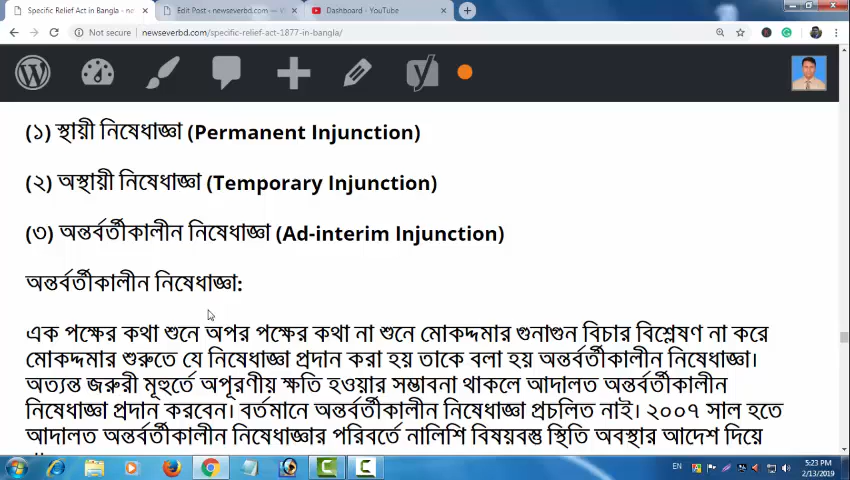 Specific Relief Act in Bangla - ne
Edit Post ‹ newseverbd.com — W
Dashboard - YouTube
Not secure | newseverbd.com/specific-relief-act-1877-in-bangla/
(১) স্থায়ী নিষেধাজ্ঞা (Permanent Injunction)
(২) অস্থায়ী নিষেধাজ্ঞা (Temporary Injunction)
(৩) অন্তর্বর্তীকালীন নিষেধাজ্ঞা (Ad-interim Injunction)
অন্তর্বর্তীকালীন নিষেধাজ্ঞা:
এক পক্ষের কথা শুনে অপর পক্ষের কথা না শুনে মোকদ্দমার গুনাগুন বিচার বিশ্লেষণ না করে
মোকদ্দমার শুরুতে যে নিষেধাজ্ঞা প্রদান করা হয় তাকে বলা হয় অন্তর্বর্তীকালীন নিষেধাজ্ঞা।
অত্যন্ত জরুরী মূহুর্তে অপূরণীয় ক্ষতি হওয়ার সম্ভাবনা থাকলে আদালত অন্তর্বর্তীকালীন
নিষেধাজ্ঞা প্রদান করবেন। বর্তমানে অন্তর্বর্তীকালীন নিষেধাজ্ঞা প্রচলিত নাই। ২০০৭ সাল হতে
আদালত অন্তর্বর্তীকালীন নিষেধাজ্ঞার পরিবর্তে নালিশি বিষয়বস্তু স্থিতি অবস্থার আদেশ দিয়ে
EN
5:23 PM
2/13/2019